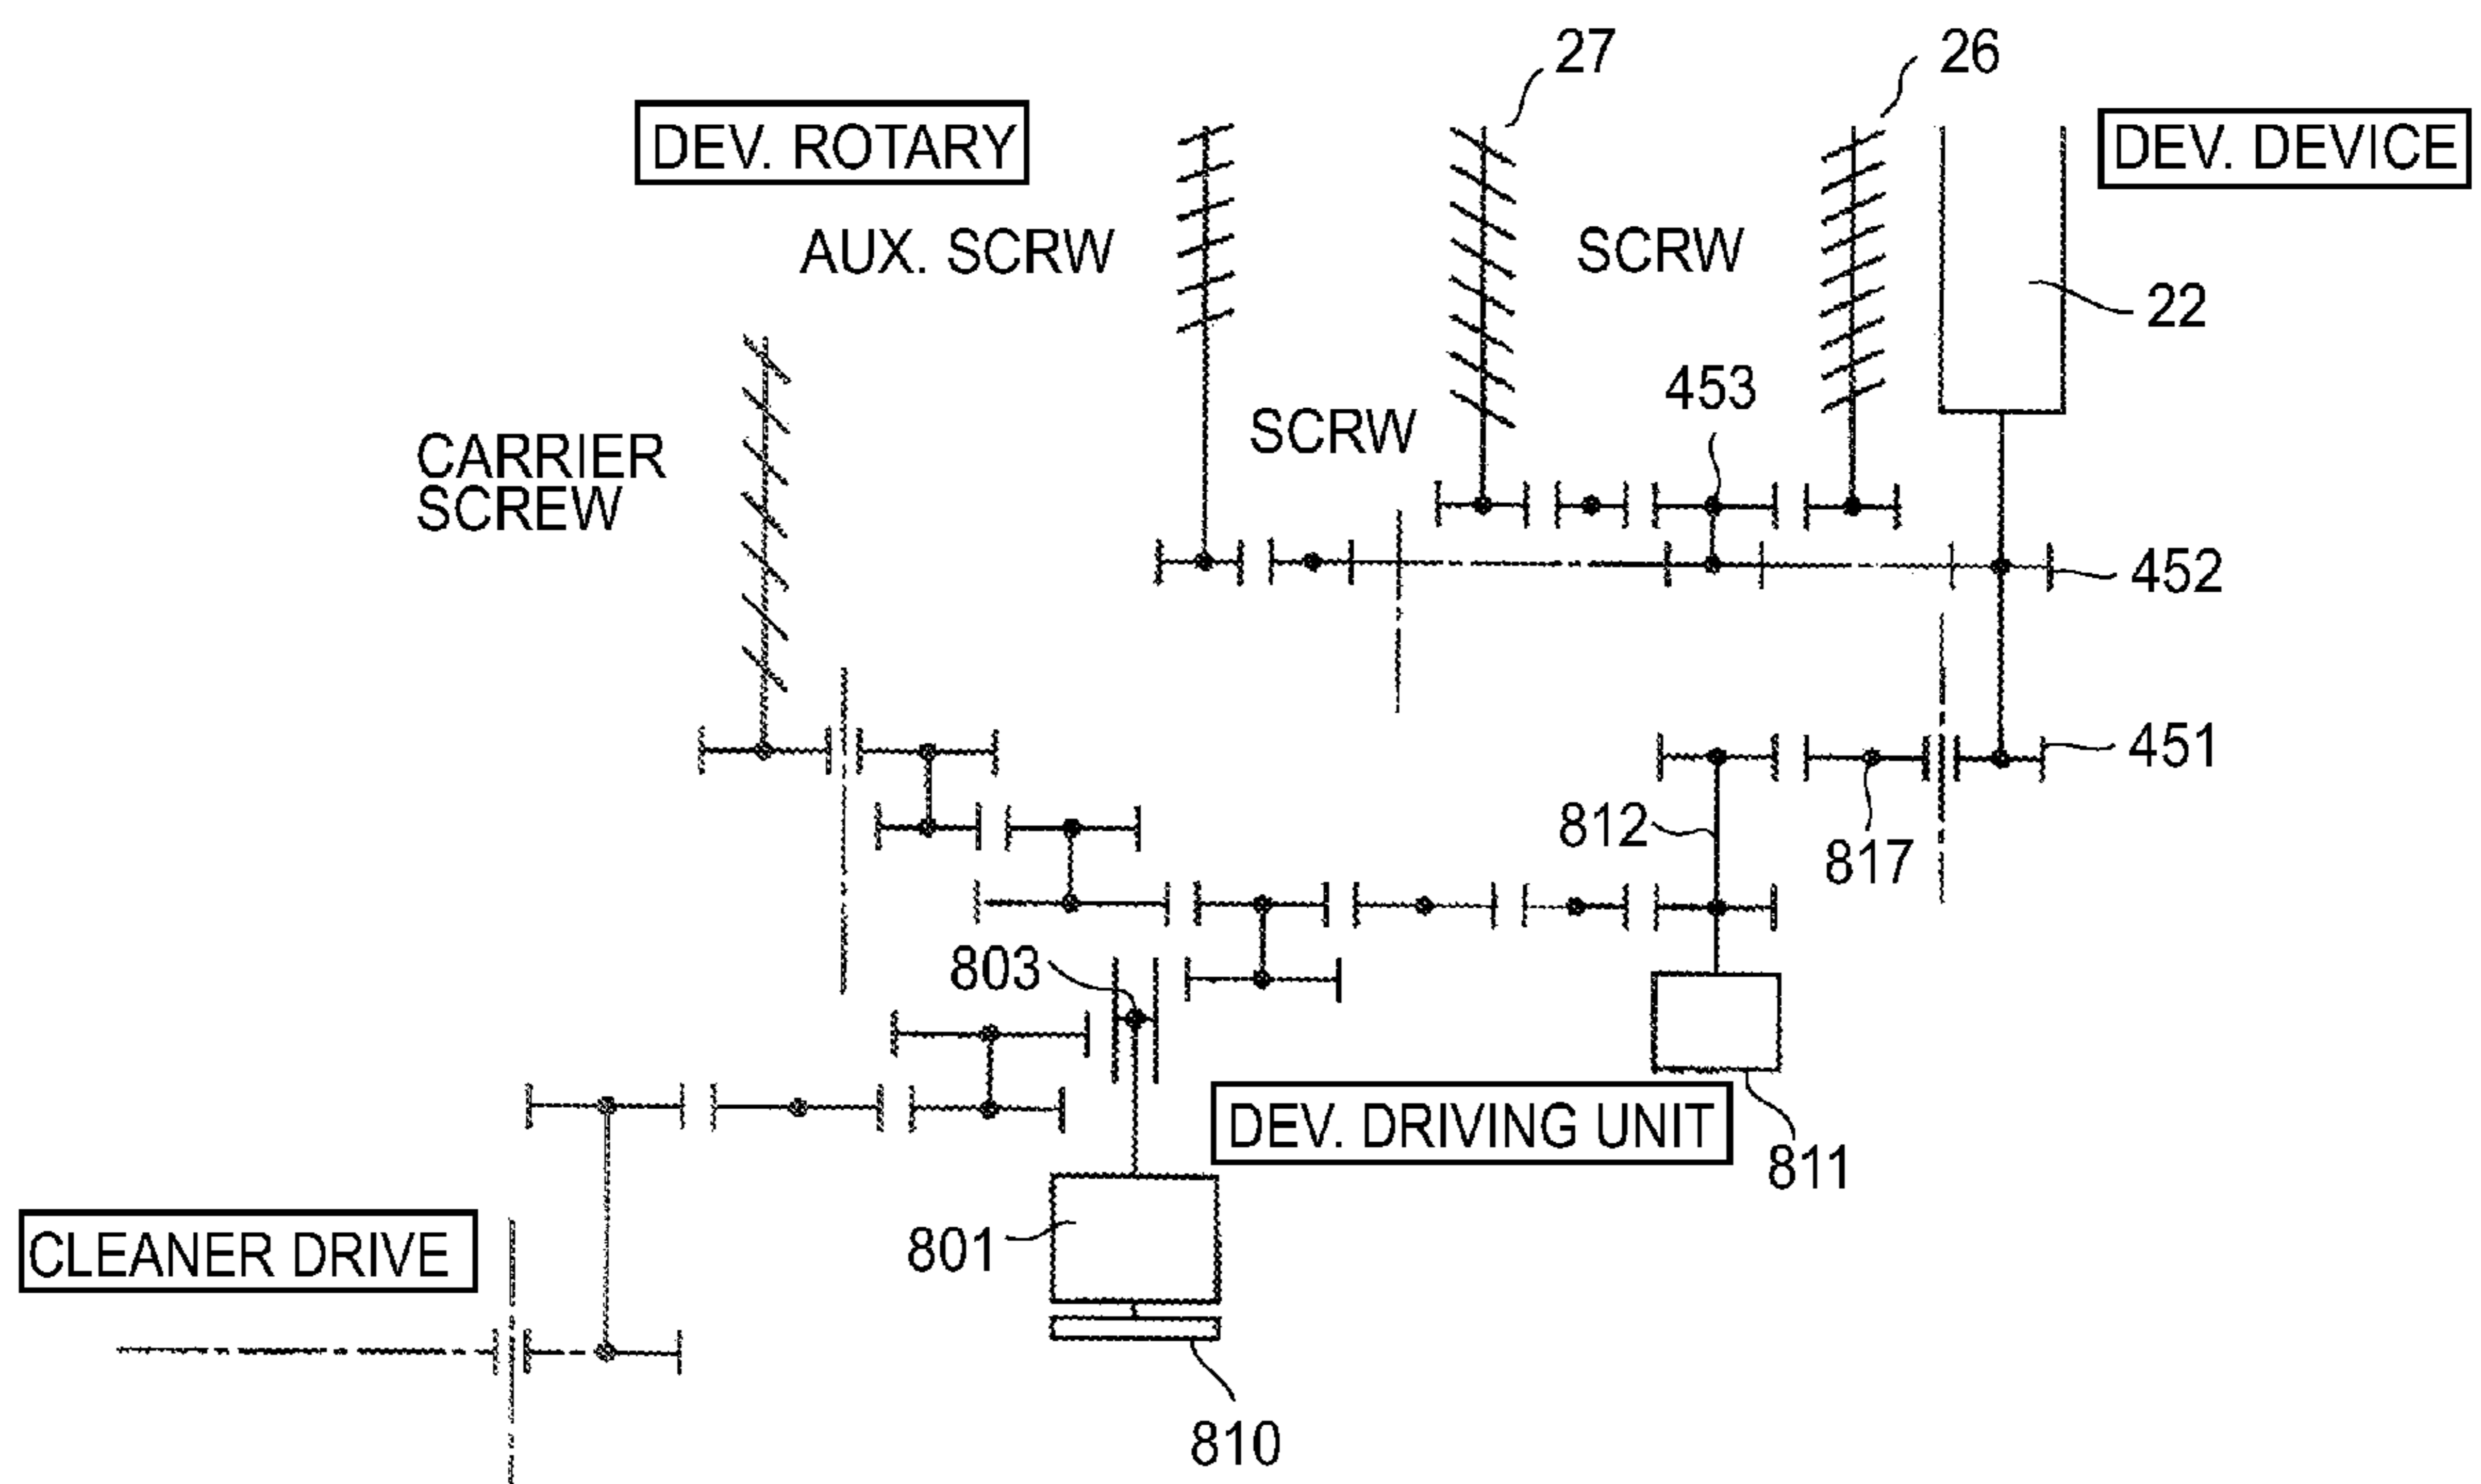 27
26
DEV. ROTARY
DEV. DEVICE
AUX. SCRW
SCRW
22
453
SCRW
CARRIER
SCREW
452
451
812
817
803
DEV. DRIVING UNIT
811
801
CLEANER DRIVE
810